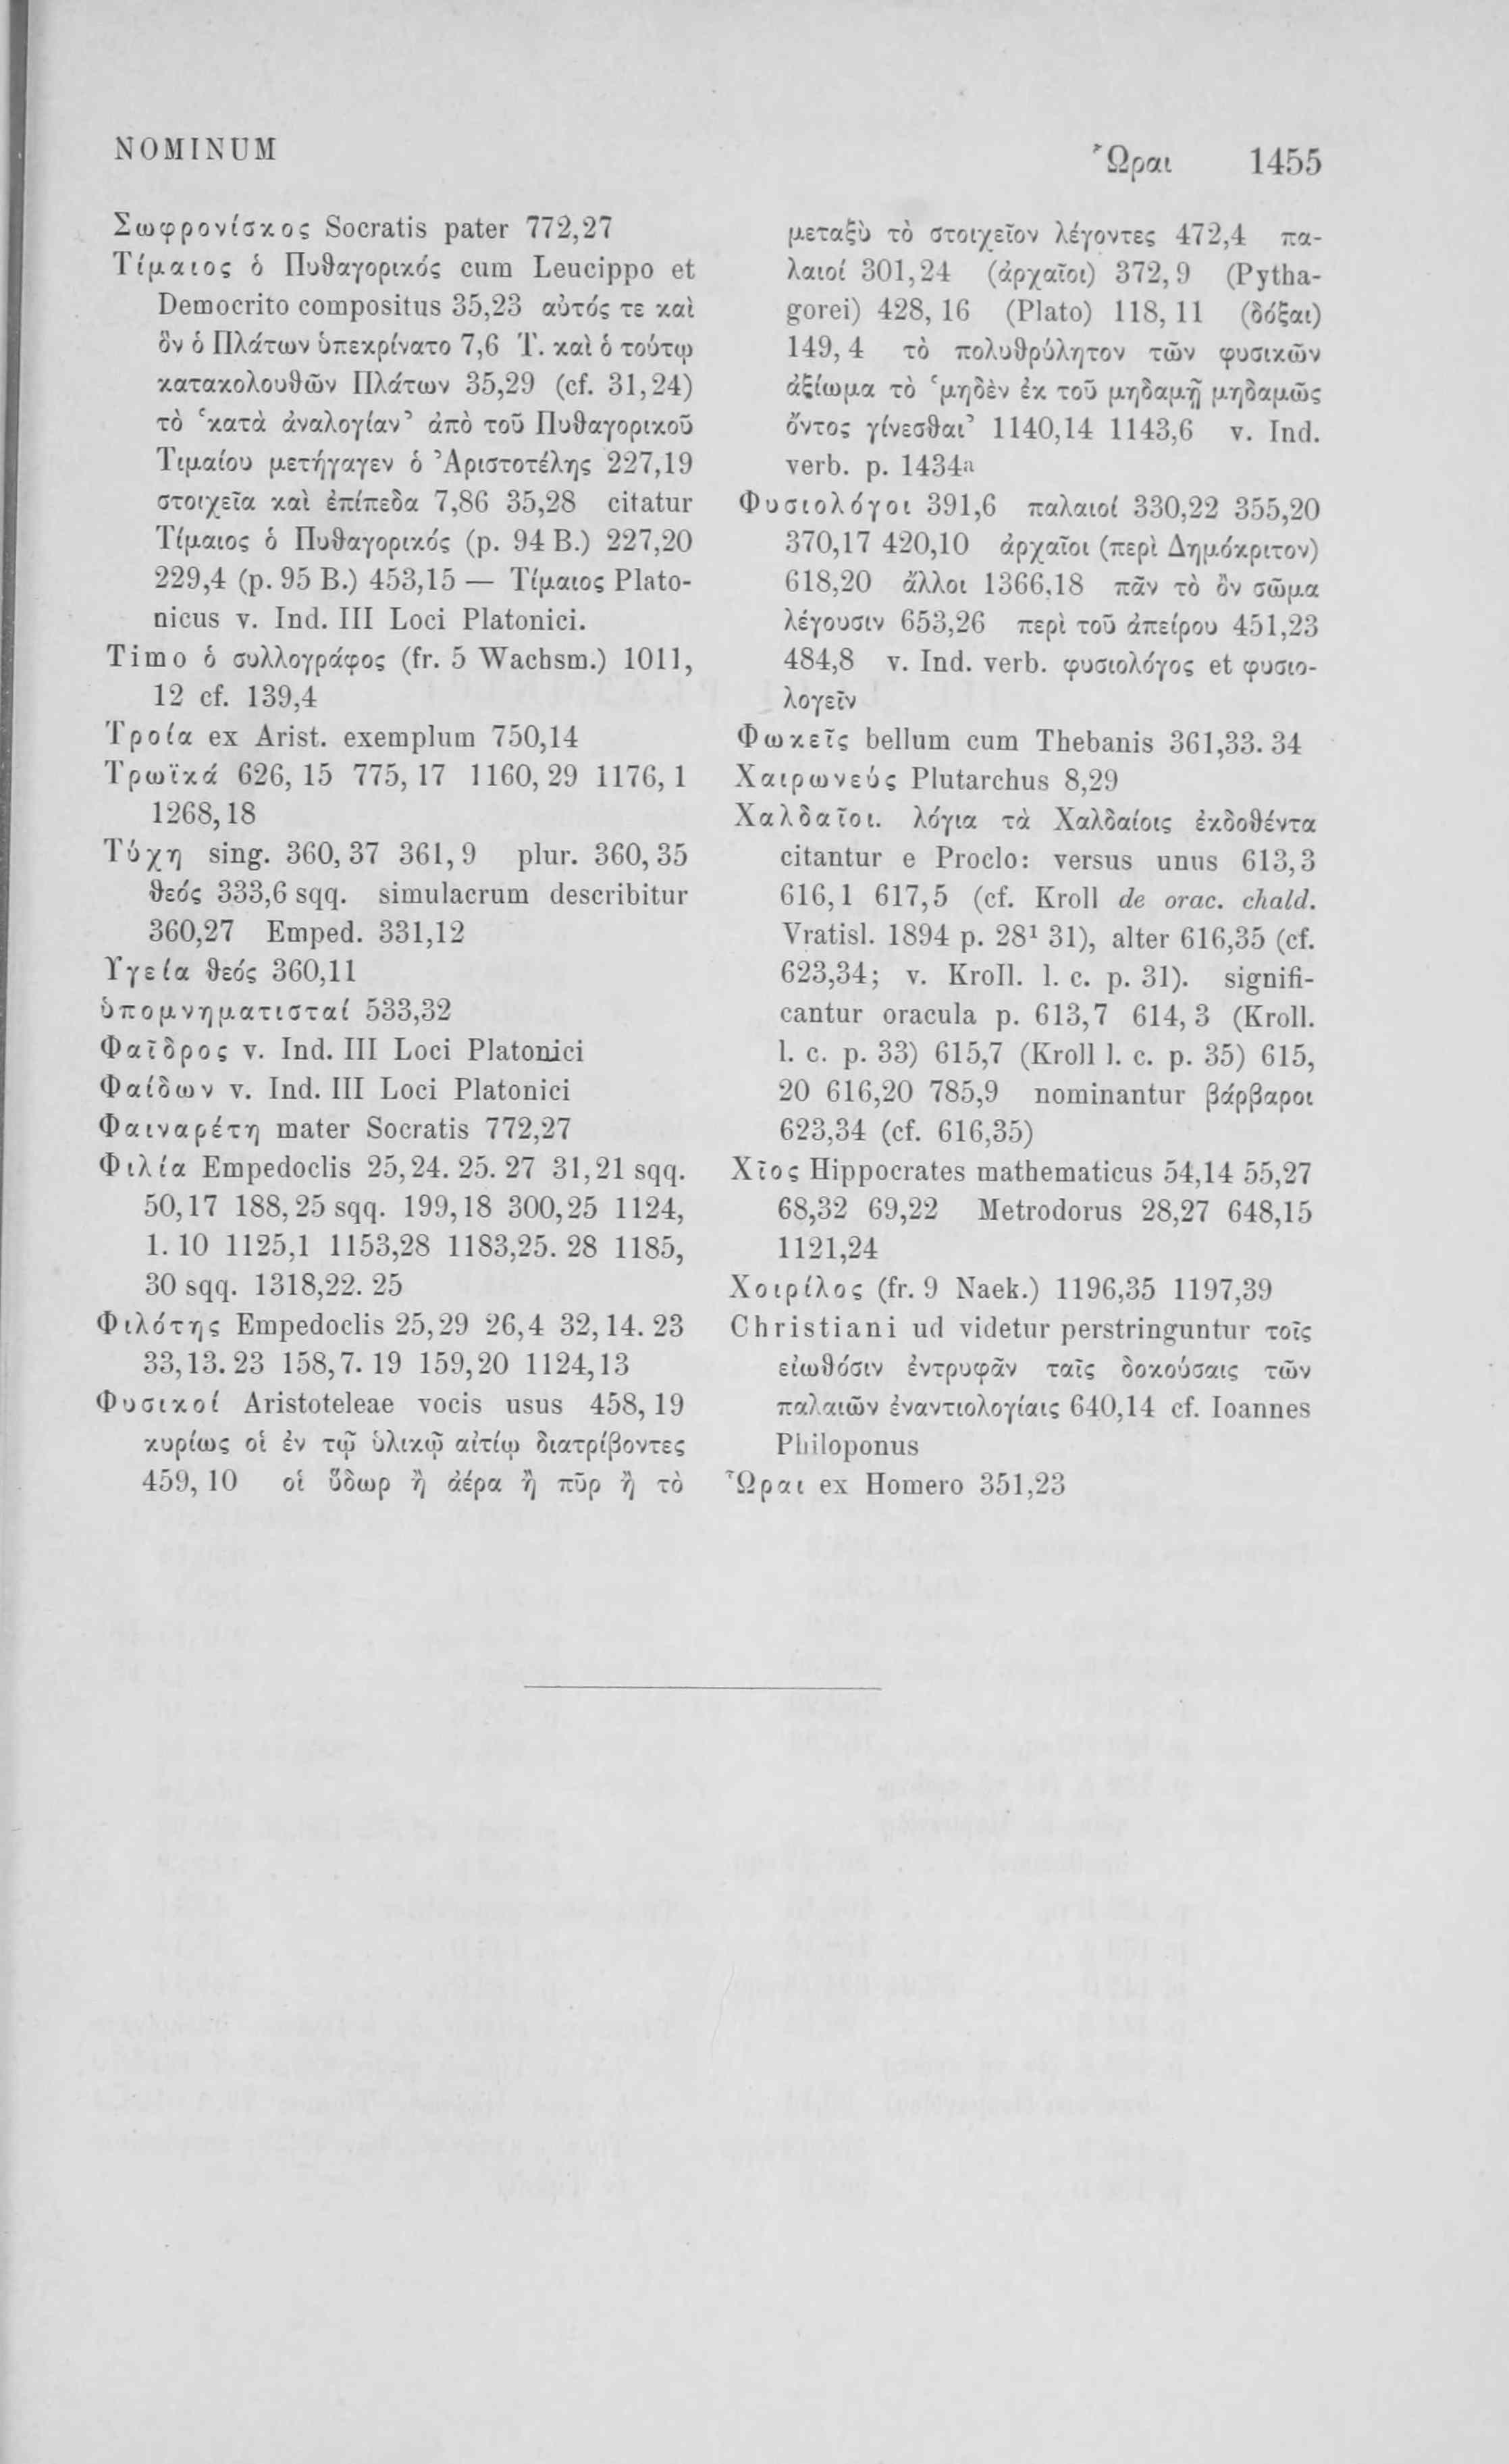 NOMINUM
Ὧραι 1455
Σωφρονίσκος Socratis pater 772,27
Τίμαιος ὁ Πυθαγορικός cum Leucippo et
Democrito compositus 35,23 αὐτός τε καὶ
ὃν ὁ Πλάτων ὑπεκρίνατο 7,6 Τ. καὶ ὁ τούτῳ
κατακολουθῶν Πλάτων 35,29 (cf. 31,24)
τὸ ‘κατὰ ἀναλογίαν’ ἀπὸ τοῦ Πυθαγορικοῦ
Τιμαίου μετήγαγεν ὁ Ἀριστοτέλης 227,19
στοιχεῖα καὶ ἐπίπεδα 7,86 35,28 citatur
Τίμαιος ὁ Πυθαγορικός (p. 94 B.) 227,20
229,4 (p. 95 B.) 453,15 — Τίμαιος Plato-
nicus v. Ind. III Loci Platonici.
Timo ὁ συλλογράφος (fr. 5 Wachsm.) 1011,
12 cf. 139,4
Τροία ex Arist. exemplum 750,14
Τρωϊκά 626, 15 775, 17 1160, 29 1176, 1
1268,18
Τύχη sing. 360, 37 361, 9 plur. 360, 35
θεός 333,6 sqq. simulacrum describitur
360,27 Emped. 331,12
Ὑγεία θεός 360,11
ὑπομνηματισταί 533,32
Φαῖδρος v. Ind. III Loci Platonici
Φαίδων v. Ind. III Loci Platonici
Φαιναρέτη mater Socratis 772,27
Φιλία Empedoclis 25,24. 25. 27 31,21 sqq.
50,17 188, 25 sqq. 199,18 300,25 1124,
1. 10 1125,1 1153,28 1183,25. 28 1185,
30 sqq. 1318,22. 25
Φιλότης Empedoclis 25,29 26,4 32,14. 23
33,13. 23 158,7. 19 159,20 1124,13
Φυσικοί Aristoteleae vocis usus 458, 19
κυρίως οἱ ἐν τῷ ὑλικῷ αἰτίῳ διατρίβοντες
459, 10 οἱ ὕδωρ ἢ ἀέρα ἢ πῦρ ἢ τὸ
μεταξὺ τὸ στοιχεῖον λέγοντες 472,4 πα-
λαιοί 301,24 (ἀρχαῖοι) 372, 9 (Pytha-
gorei) 428, 16 (Plato) 118, 11 (δόξαι)
149, 4 τὸ πολυθρύλητον τῶν φυσικῶν
ἀξίωμα τὸ ‘μηδὲν ἐκ τοῦ μηδαμῇ μηδαμῶς
ὄντος γίνεσθαι’ 1140,14 1143,6 v. Ind.
verb. p. 1434a
Φυσιολόγοι 391,6 παλαιοί 330,22 355,20
370,17 420,10 ἀρχαῖοι (περὶ Δημόκριτον)
618,20 ἄλλοι 1366,18 πᾶν τὸ ὂν σῶμα
λέγουσιν 653,26 περὶ τοῦ ἀπείρου 451,23
484,8 v. Ind. verb. φυσιολόγος et φυσιο-
λογεῖν
Φωκεῖς bellum cum Thebanis 361,33. 34
Χαιρωνεύς Plutarchus 8,29
Χαλδαῖοι. λόγια τὰ Χαλδαίοις ἐκδοθέντα
citantur e Proclo: versus unus 613,3
616,1 617,5 (cf. Kroll de orac. chald.
Vratisl. 1894 p. 28¹ 31), alter 616,35 (cf.
623,34; v. Kroll. l. c. p. 31). signifi-
cantur oracula p. 613,7 614, 3 (Kroll.
l. c. p. 33) 615,7 (Kroll l. c. p. 35) 615,
20 616,20 785,9 nominantur βάρβαροι
623,34 (cf. 616,35)
Χῖος Hippocrates mathematicus 54,14 55,27
68,32 69,22 Metrodorus 28,27 648,15
1121,24
Χοιρίλος (fr. 9 Naek.) 1196,35 1197,39
Christiani ud videtur perstringuntur τοῖς
εἰωθόσιν ἐντρυφᾶν ταῖς δοκούσαις τῶν
παλαιῶν ἐναντιολογίαις 640,14 cf. Ioannes
Philoponus
Ὧραι ex Homero 351,23